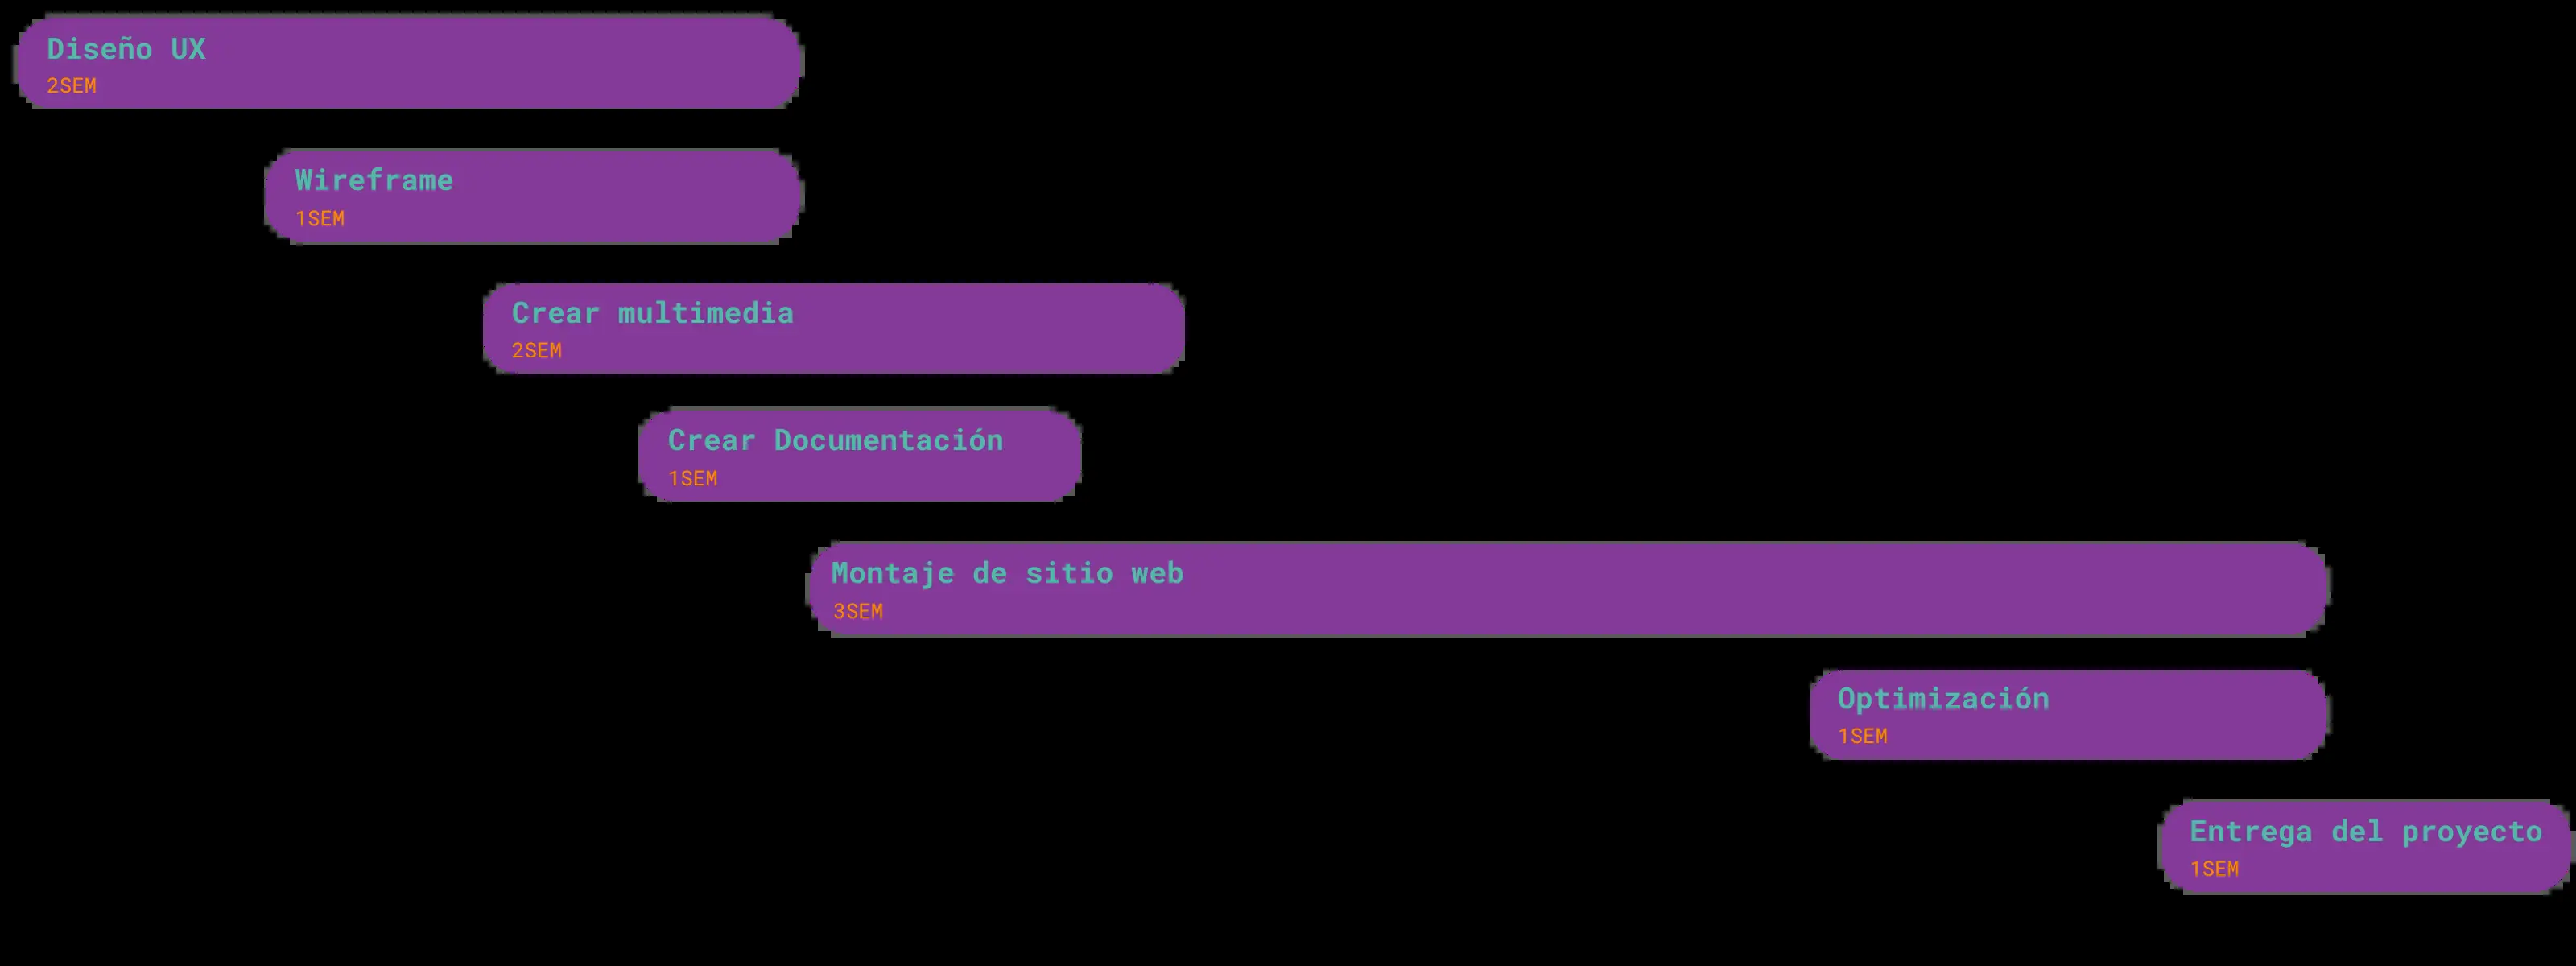 Diseño UX
2SEM
Wireframe
1SEM
Crear multimedia
2SEM
Crear Documentación
1SEM
Montaje de sitio web
3SEM
Optimización
1SEM
Entrega del proyecto
1SEM